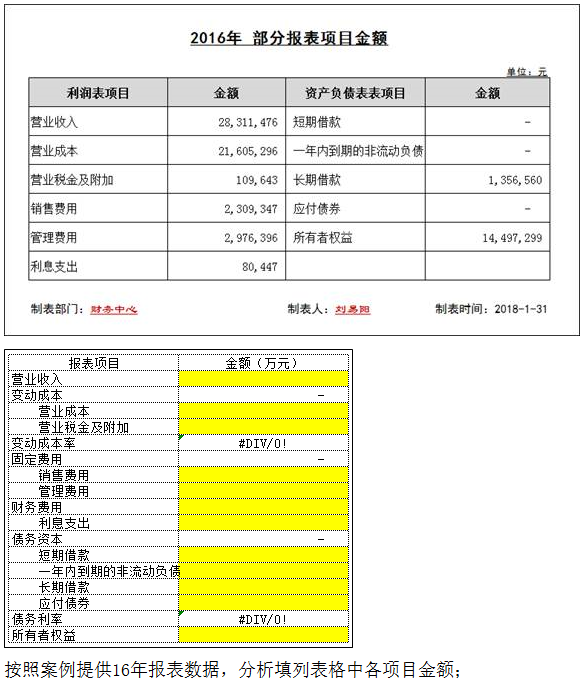 2016年 部分报表项目金额
单位: 元
利润表项目 金额 资产负债表表项目 金额
营业收入 28,311,476 短期借款 -
营业成本 21,605,296 一年内到期的非流动负债 -
营业税金及附加 109,643 长期借款 1,356,560
销售费用 2,309,347 应付债券 -
管理费用 2,976,396 所有者权益 14,497,299
利息支出 80,447
制表部门: 财务中心 制表人: 刘易阳 制表时间: 2018-1-31
报表项目 金额（万元）
营业收入
变动成本 -
营业成本
营业税金及附加
变动成本率 #DIV/0!
固定费用 -
销售费用
管理费用
财务费用
利息支出
债务资本 -
短期借款
一年内到期的非流动负债
长期借款
应付债券
债务利率 #DIV/0!
所有者权益
按照案例提供16年报表数据，分析填列表格中各项目金额；